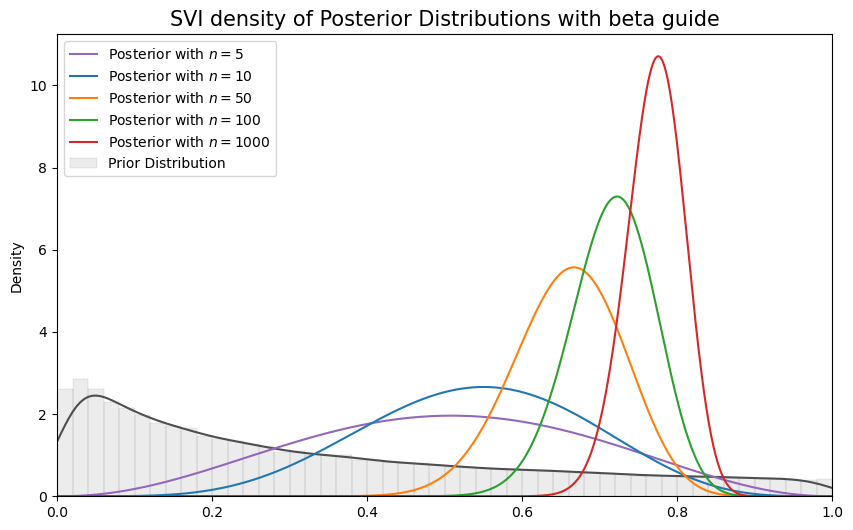 SVI density of Posterior Distributions with beta guide
Posterior with n = 5
Posterior with n = 10
Posterior with n = 50
Posterior with n = 100
Posterior with n = 1000
Prior Distribution
Density
10
8
6
4
2
0
0.0 0.2 0.4 0.6 0.8 1.0